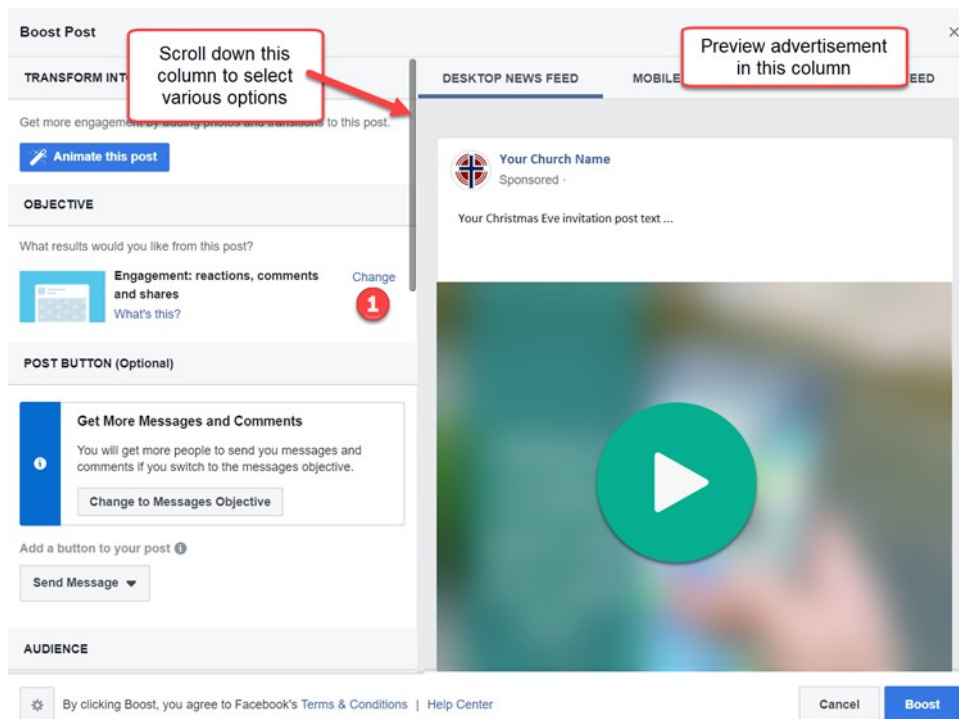 Boost Post
×
Scroll down this
column to select
various options
Preview advertisement
in this column
TRANSFORM INT
Get more engagement by adding photos and transitions to this post.
Animate this post
OBJECTIVE
What results would you like from this post?
Engagement: reactions, comments
and shares
What's this?
Change
1
POST BUTTON (Optional)
Get More Messages and Comments
You will get more people to send you messages and
comments if you switch to the messages objective.
Change to Messages Objective
Add a button to your post
Send Message
AUDIENCE
DESKTOP NEWS FEED
MOBILE
EED
Your Church Name
Sponsored ·
Your Christmas Eve invitation post text ...
By clicking Boost, you agree to Facebook's Terms & Conditions | Help Center
Cancel
Boost